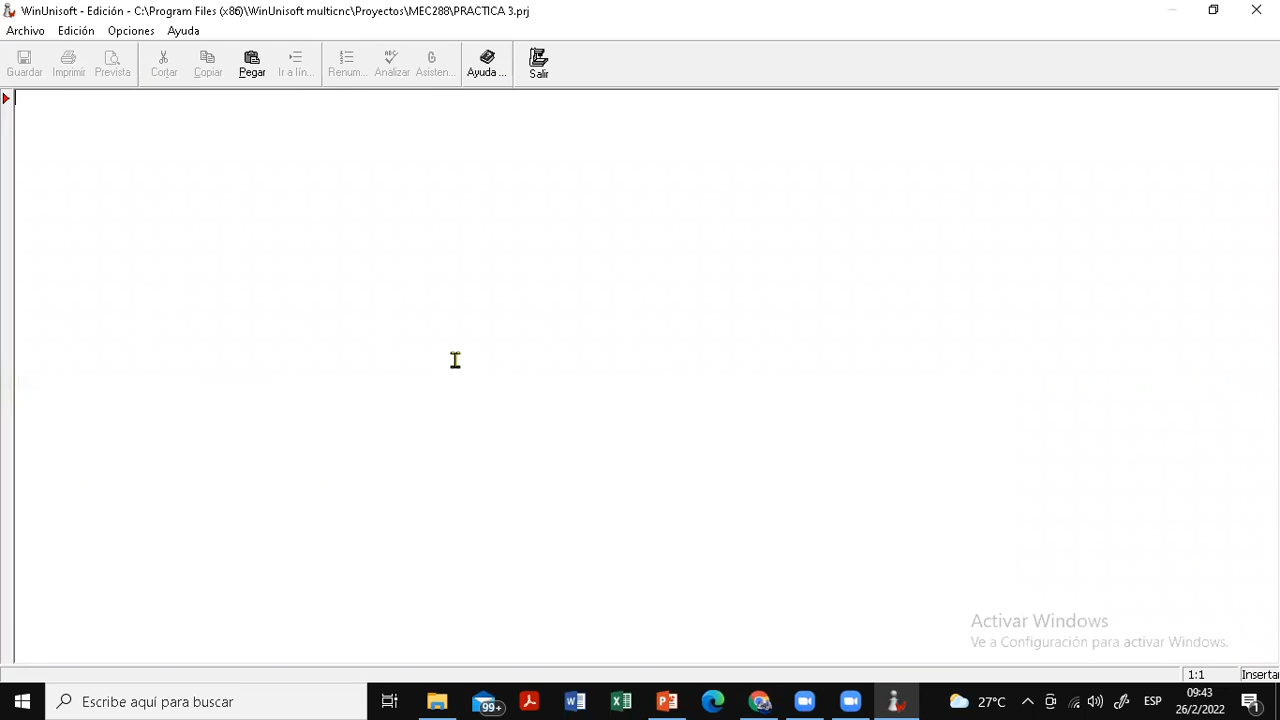 WinUnisoft - Edición - C:\Program Files (x86)\WinUnisoft multicnc\Proyectos\MEC288\PRACTICA 3.prj
Archivo Edición Opciones Ayuda
Guardar Imprimir Prevista Cortar Copiar Pegar Ir a lín... Renum... Analizar Asisten... Ayuda ... Salir
Activar Windows
Ve a Configuración para activar Windows.
1:1 Inserta
Escribe aquí para buscar 99+ 27°C ESP 09:43
26/2/2022 1